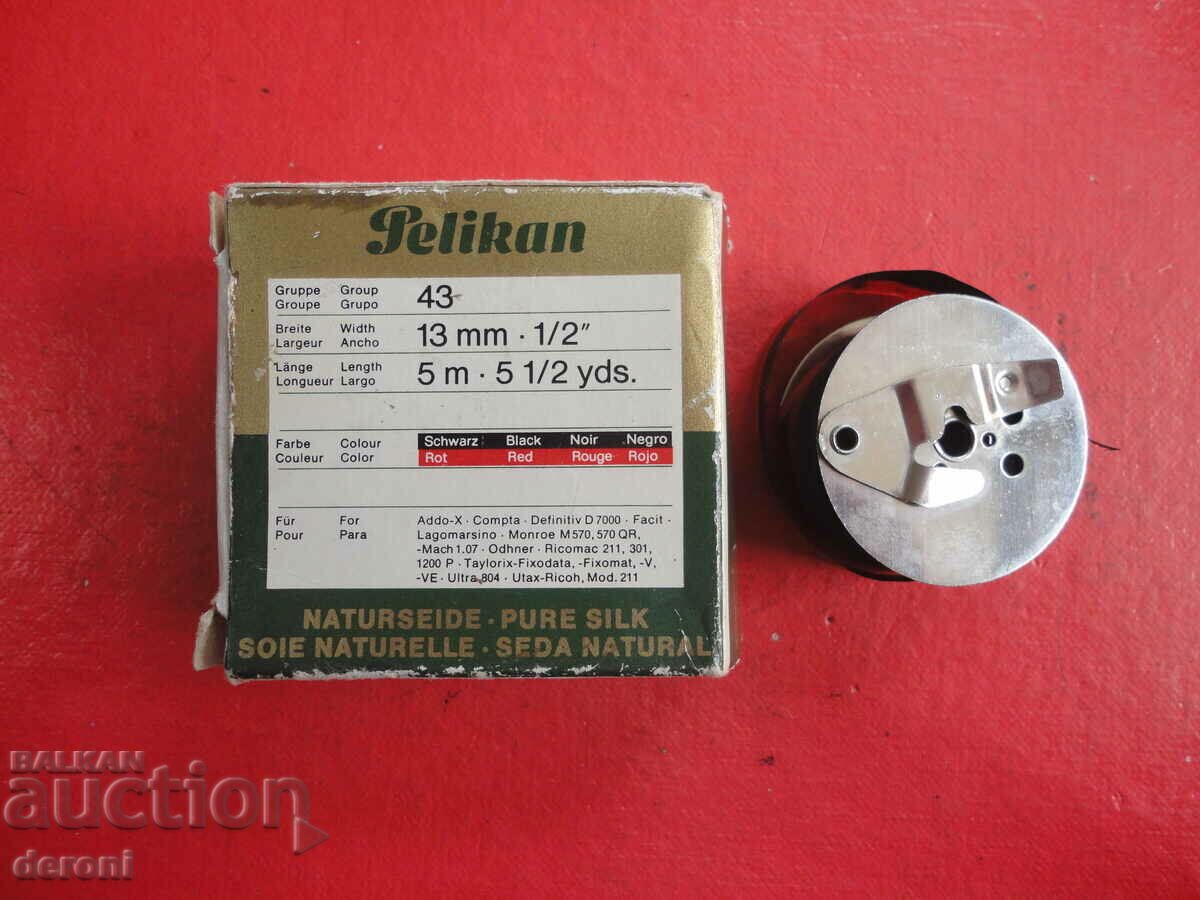 Pelikan
Gruppe Group 43
Groupe Grupo
Breite Width 13 mm · 1/2"
Largeur Ancho
Länge Length 5 m · 5 1/2 yds.
Longueur Largo
Farbe Colour Schwarz Black Noir Negro
Couleur Color Rot Red Rouge Rojo
Für For Addo-X · Compta · Definitiv D 7000 · Facit ·
Pour Para Lagomarsino · Monroe M 570, 570 QR,
-Mach 1.07 · Odhner · Ricomac 211, 301,
1200 P · Taylorix-Fixodata, -Fixomat, -V,
-VE · Ultra 804 · Utax-Ricoh, Mod. 211
NATURSEIDE · PURE SILK
SOIE NATURELLE · SEDA NATURAL
BALKAN
auction
deroni